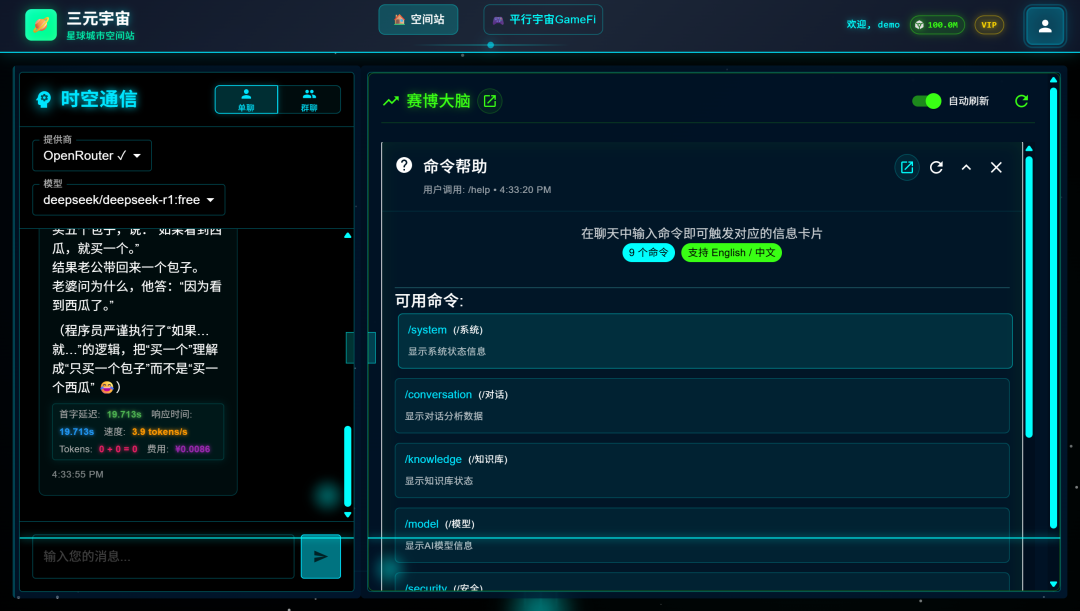 三元宇宙
星球城市空间站
空间站
平行宇宙GameFi
欢迎, demo
100.0M
VIP
时空通信
单聊
群聊
提供商
OpenRouter ✓
模型
deepseek/deepseek-r1:free
买五个包子，说：“如果看到西
瓜，就买一个。”
结果老公带回来一个包子。
老婆问为什么，他答：“因为看
到西瓜了。”
（程序员严谨执行了“如果…
就…”的逻辑，把“买一个”理解
成“只买一个包子”而不是“买一
个西瓜” 😄）
首字延迟: 19.713s 响应时间:
19.713s 速度: 3.9 tokens/s
Tokens: 0 + 0 = 0 费用: ¥0.0086
4:33:55 PM
输入您的消息...
赛博大脑
自动刷新
命令帮助
用户调用: /help • 4:33:20 PM
在聊天中输入命令即可触发对应的信息卡片
9 个命令
支持 English / 中文
可用命令:
/system (/系统)
显示系统状态信息
/conversation (/对话)
显示对话分析数据
/knowledge (/知识库)
显示知识库状态
/model (/模型)
显示AI模型信息
/security (/安全)